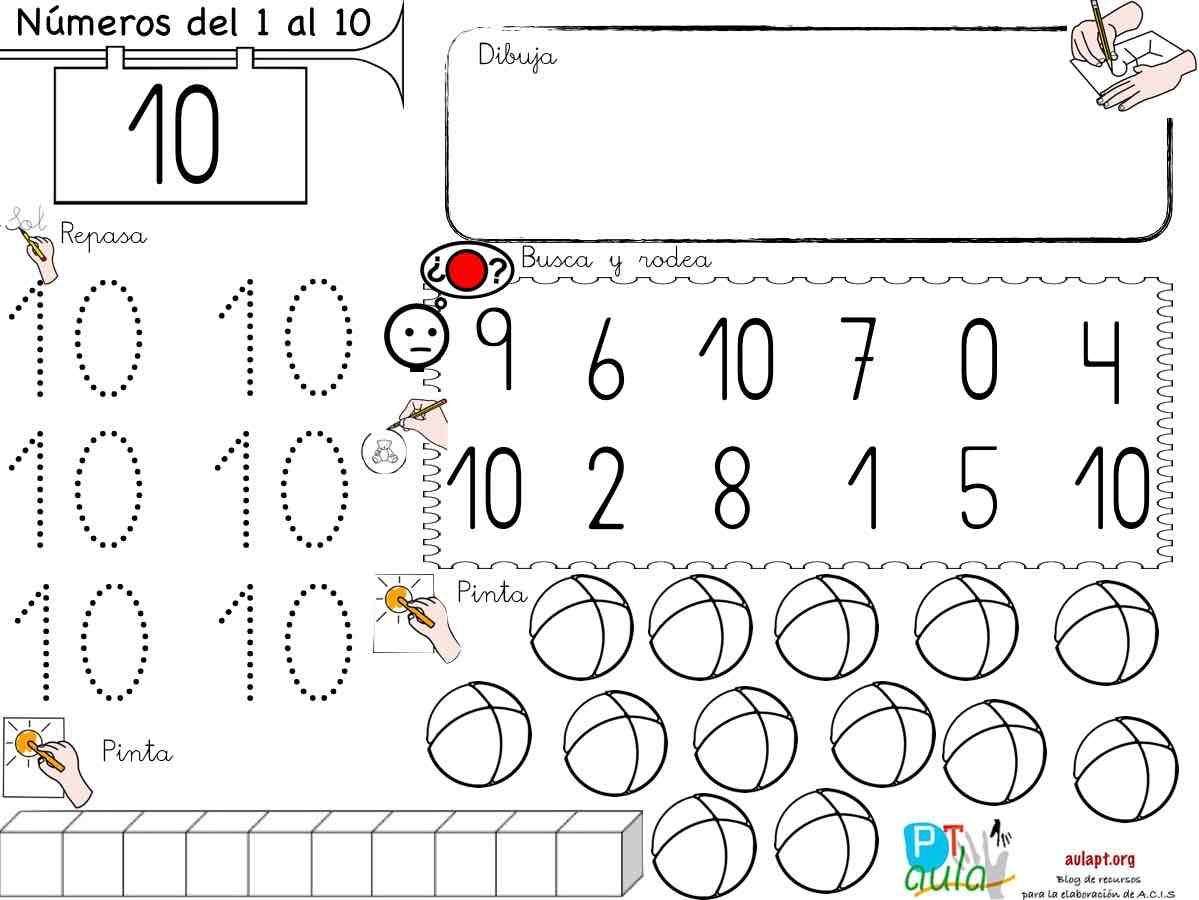 Números del 1 al 10
10
Dibuja
Sol
Repasa
10 10
10 10
10 10
Pinta
¿ ?
Busca y rodea
9 6 10 7 0 4
10 2 8 1 5 10
Pinta
PT
aula
aulapt.org
Blog de recursos
para la elaboración de A.C.I.S